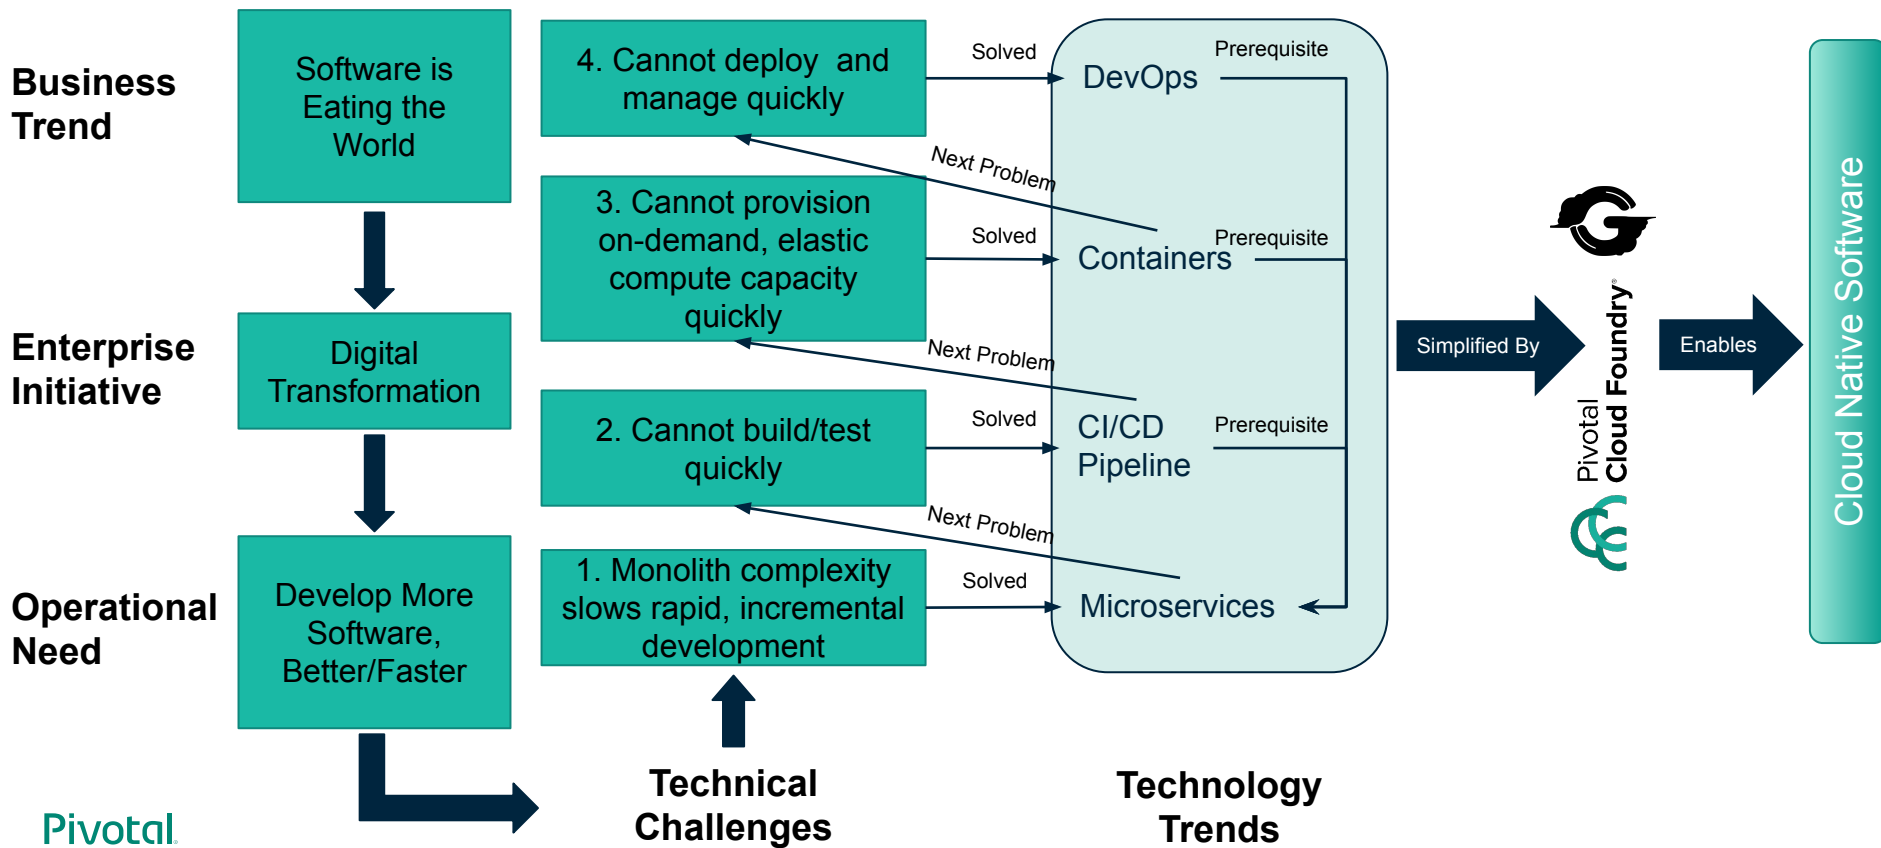 Business
Trend
Software is
Eating the
World
Enterprise
Initiative
Digital
Transformation
Operational
Need
Develop More
Software,
Better/Faster
4. Cannot deploy and
manage quickly
3. Cannot provision
on-demand, elastic
compute capacity
quickly
2. Cannot build/test
quickly
1. Monolith complexity
slows rapid, incremental
development
Technical
Challenges
Solved
Next Problem
Solved
Next Problem
Solved
Next Problem
Solved
DevOps
Prerequisite
Containers
Prerequisite
CI/CD
Pipeline
Prerequisite
Microservices
Technology
Trends
Simplified By
G
Pivotal
Cloud Foundry®
Enables
Cloud Native Software
Pivotal.